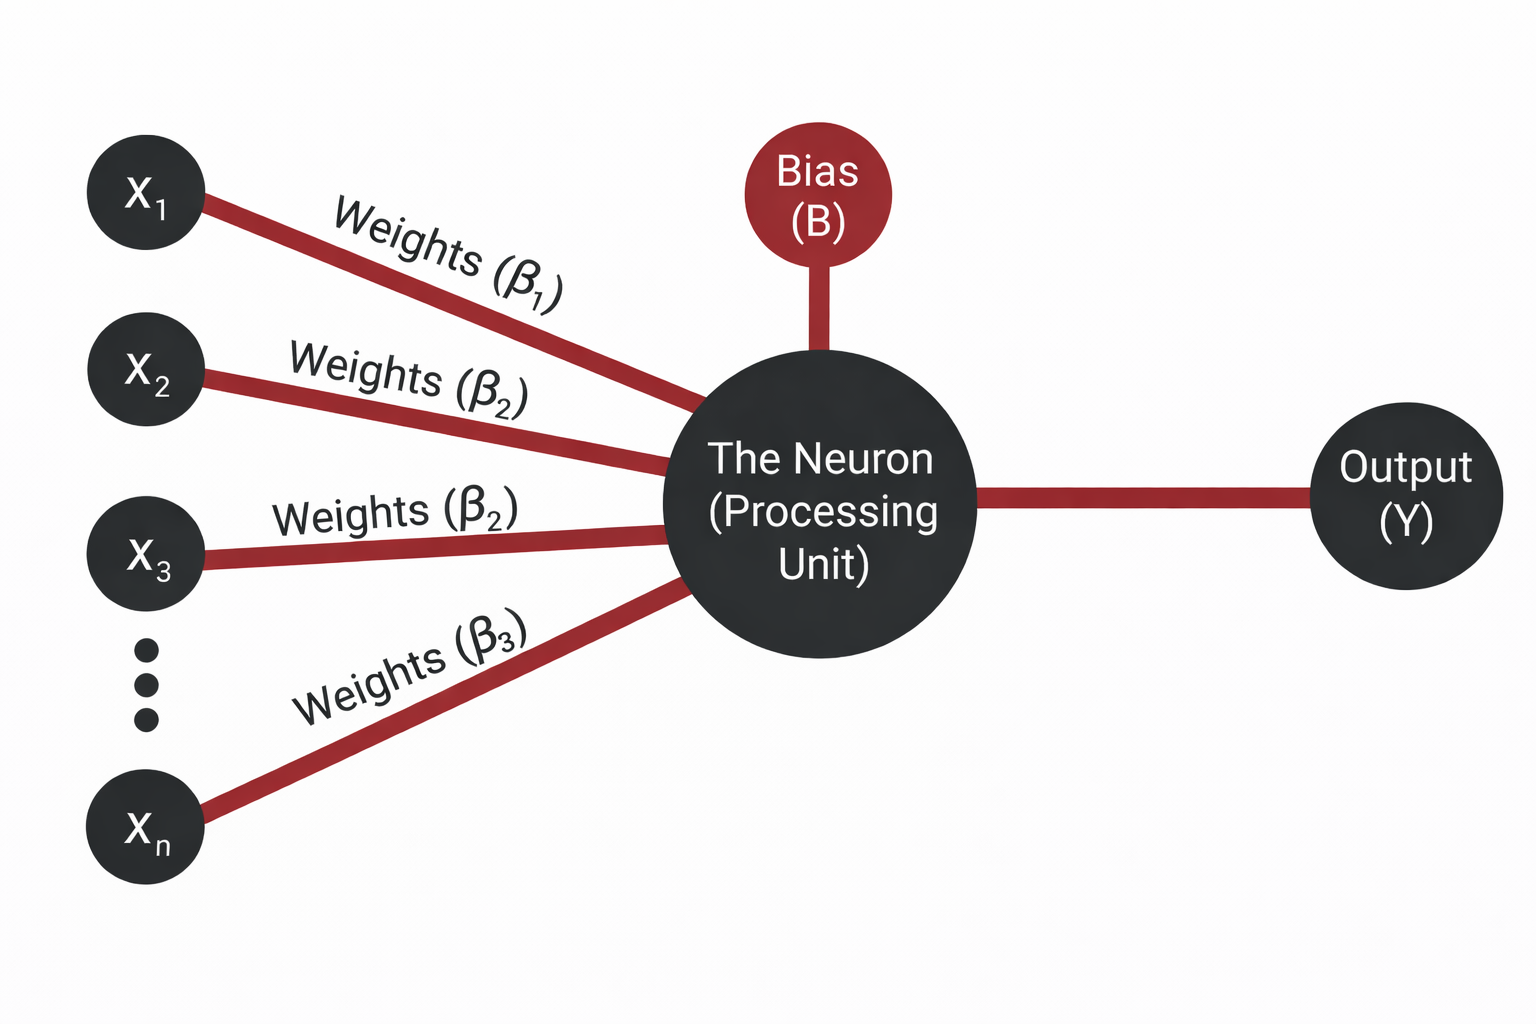 X₁
Weights (β₁)
Bias
(B)
X₂
Weights (β₂)
The Neuron
(Processing
Unit)
Output
(Y)
X₃
Weights (β₂)
Weights (β₃)
Xₙ